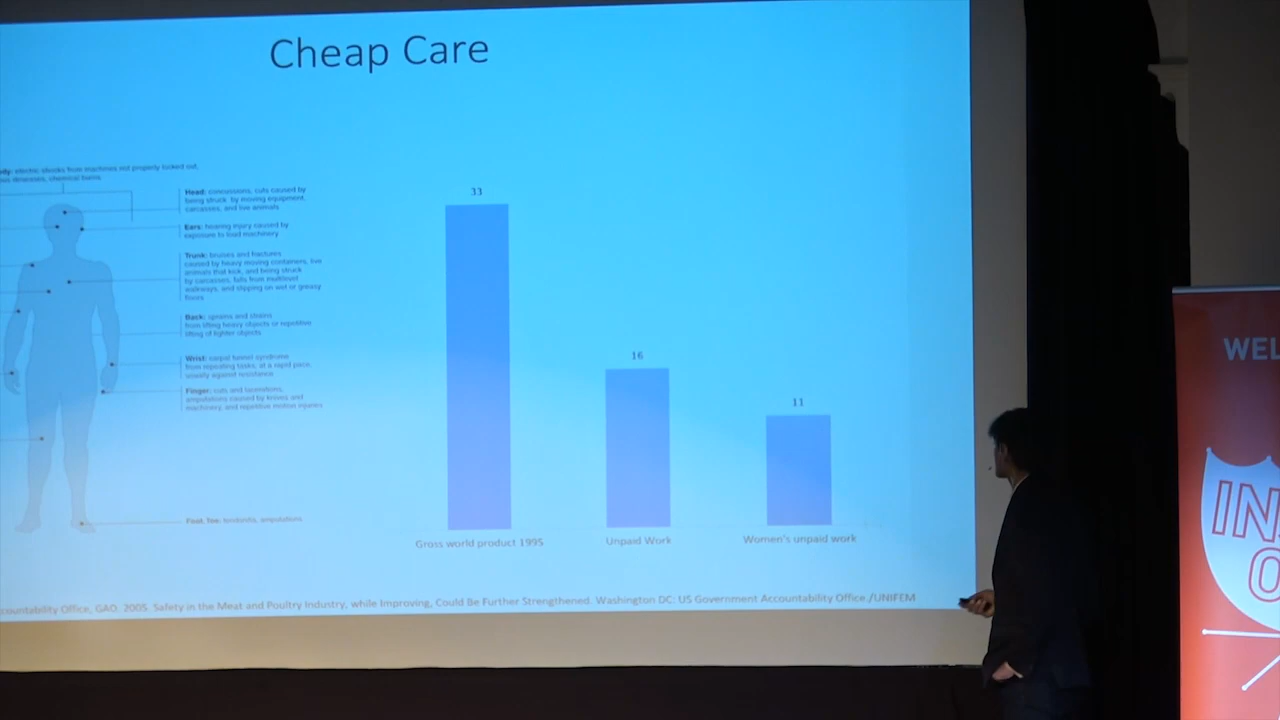 Cheap Care
electric shocks from machines not properly locked out,
Head: concussions, cuts caused by
being struck by moving equipment,
carcasses, and live animals
Ears: hearing injury caused by
exposure to loud machinery
Trunk: bruises and fractures
caused by heavy moving containers, live
animals that kick, and being struck
by carcasses, falls from multilevel
walkways, and slipping on wet or greasy
floors
Back: sprains and strains
from lifting heavy objects or repetitive
lifting of lighter objects
Wrist: carpal tunnel syndrome
from repeating tasks, at a rapid pace,
usually against resistance
Finger: cuts and lacerations,
amputations caused by knives and
machinery, and repetitive motion injuries
Foot, Toe: tendonitis, amputations
33
16
11
Gross world product 1995
Unpaid Work
Women's unpaid work
countability Office, GAO. 2005. Safety in the Meat and Poultry Industry, while Improving, Could Be Further Strengthened. Washington DC: US Government Accountability Office./UNIFEM
WEL
IN
O